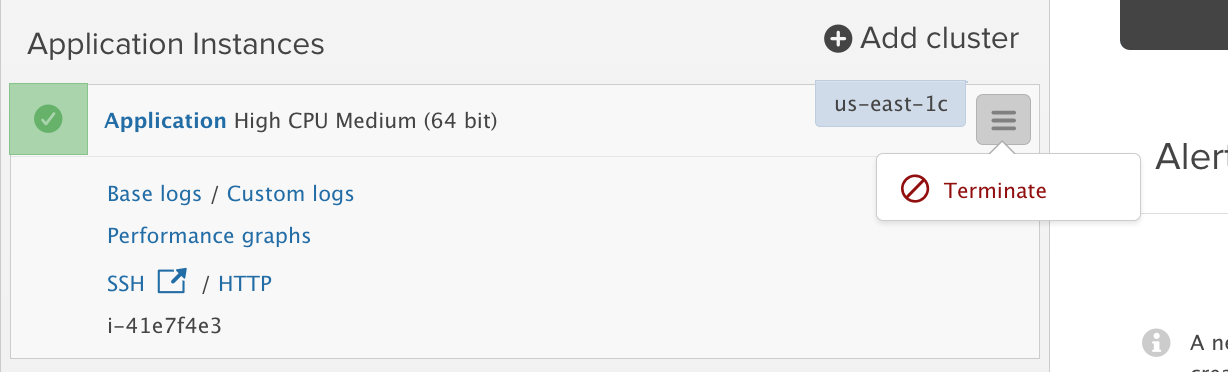 Application Instances
Add cluster
Application High CPU Medium (64 bit)
us-east-1c
Terminate
Base logs / Custom logs
Performance graphs
SSH / HTTP
i-41e7f4e3
A